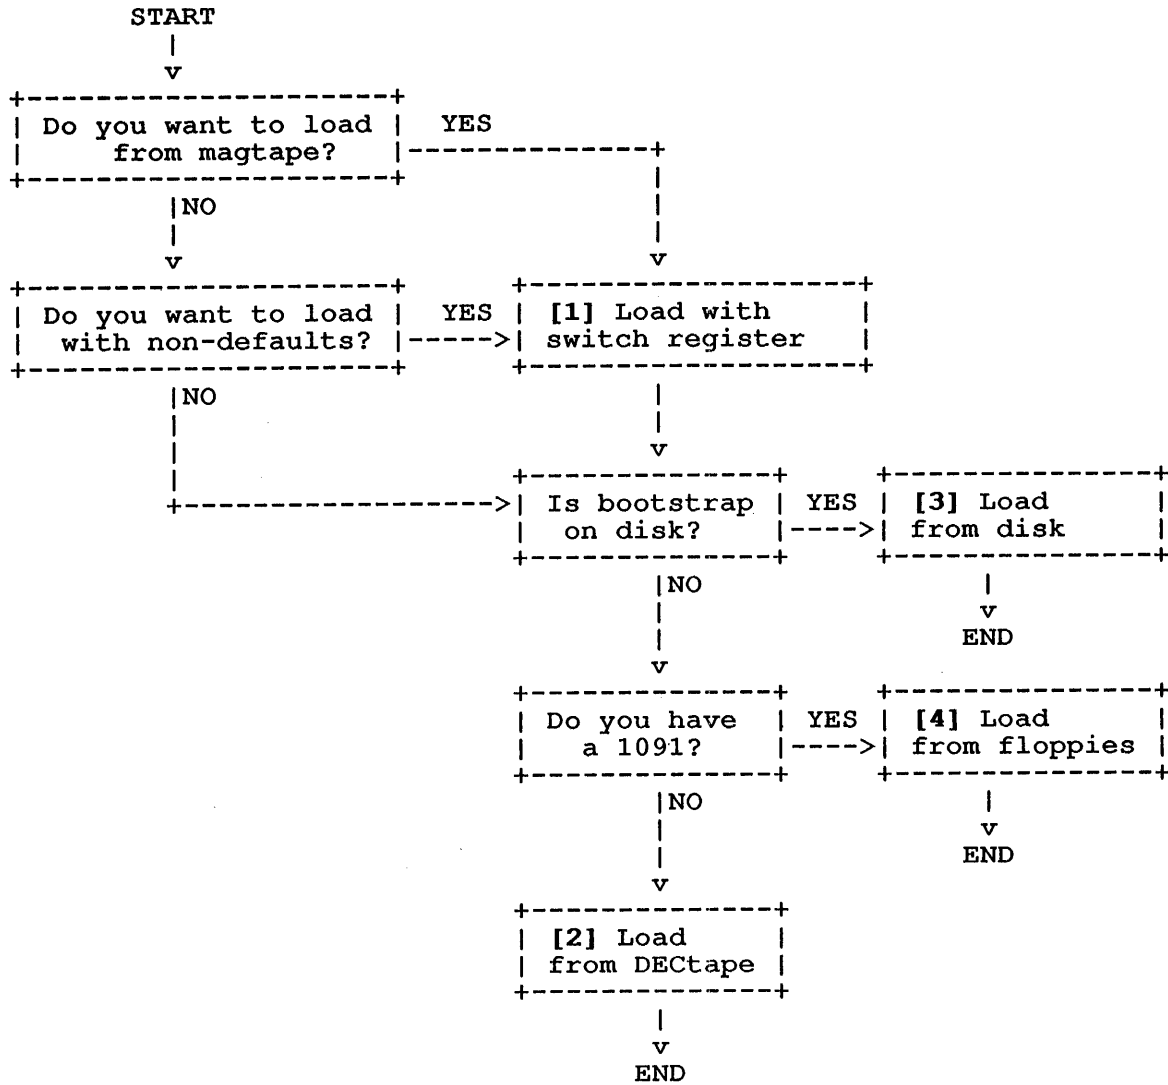 START
Do you want to load
from magtape?
YES
NO
Do you want to load
with non-defaults?
YES
[1] Load with
switch register
NO
Is bootstrap
on disk?
YES
[3] Load
from disk
NO
END
Do you have
a 1091?
YES
[4] Load
from floppies
NO
END
[2] Load
from DECtape
END